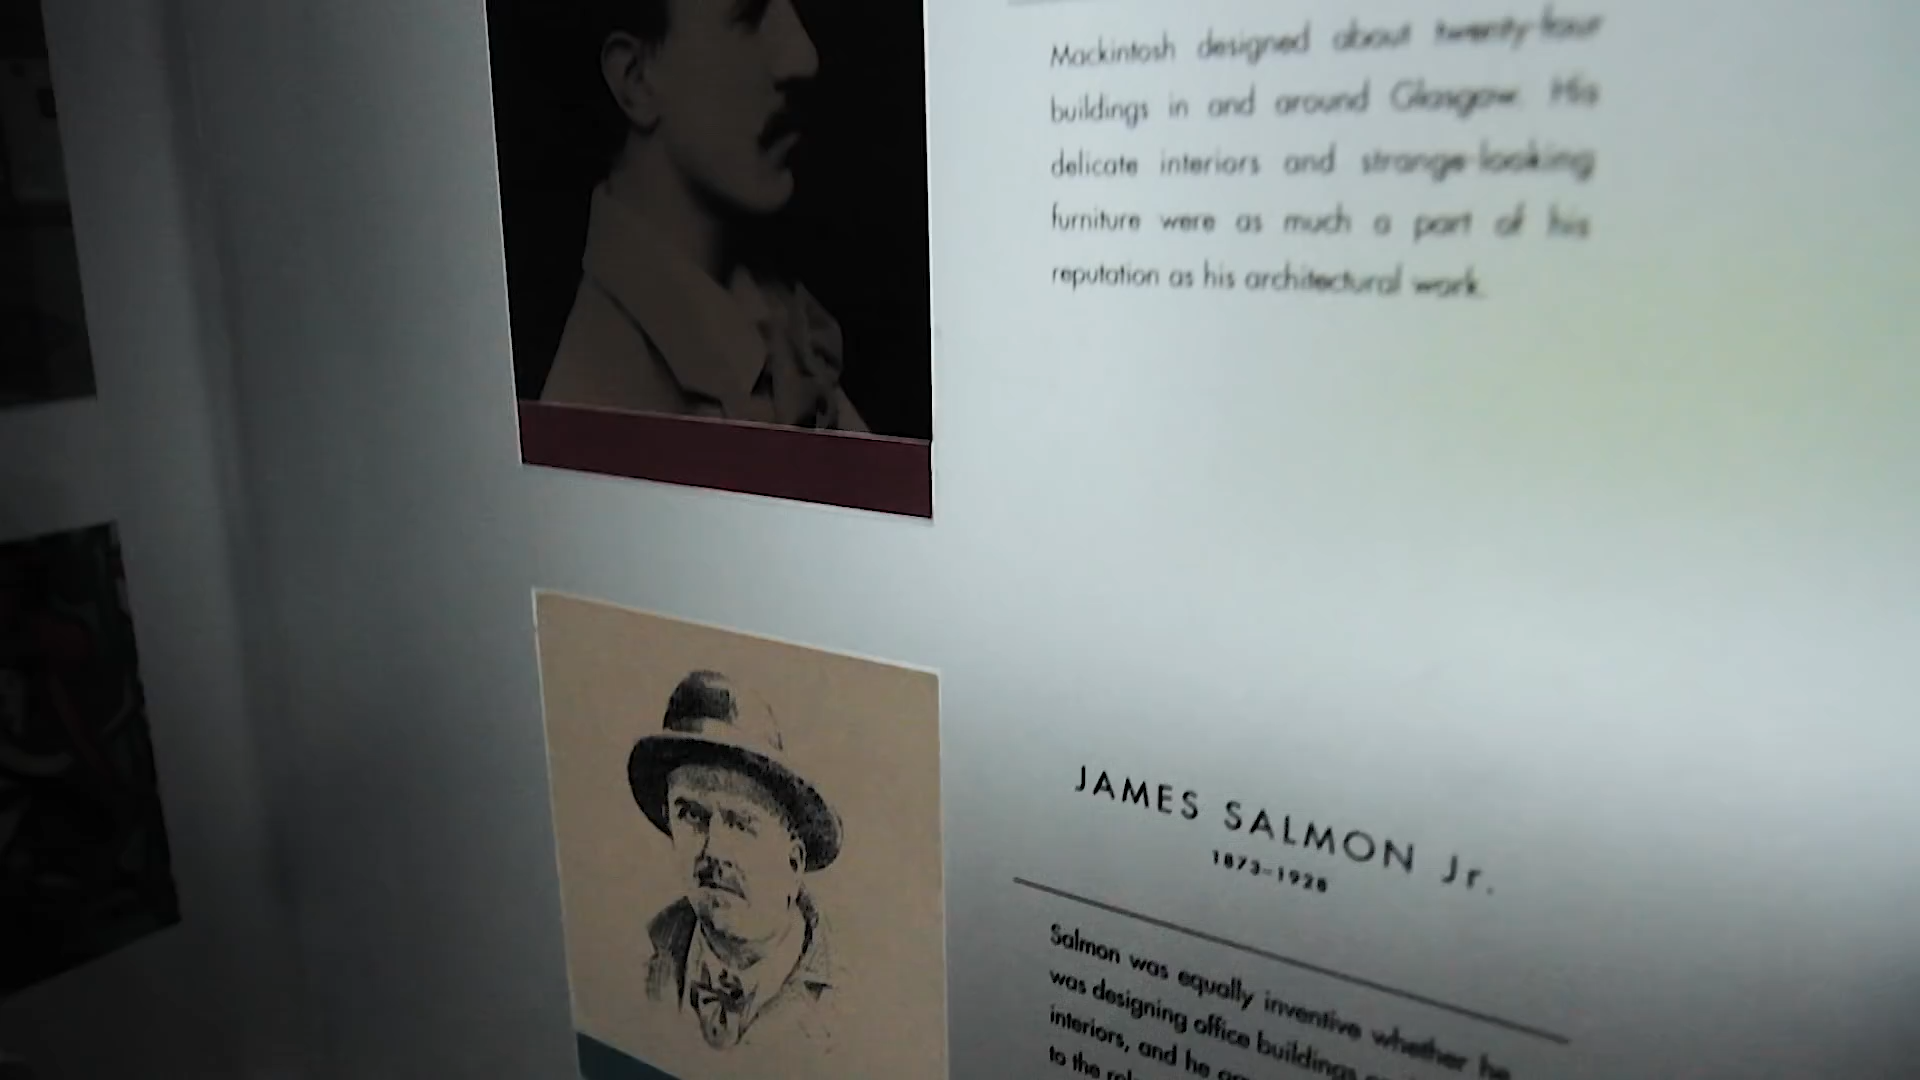 Mackintosh designed about twenty-four
buildings in and around Glasgow. His
delicate interiors and strange-looking
furniture were as much a part of his
reputation as his architectural work.
JAMES SALMON Jr.
1873-1928
Salmon was equally inventive whether he
was designing office buildings
interiors, and he
to the